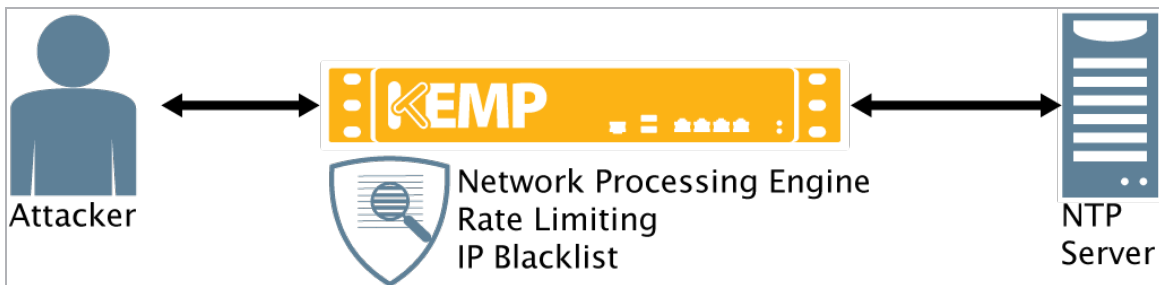 KEMP
Attacker
Network Processing Engine
Rate Limiting
IP Blacklist
NTP
Server